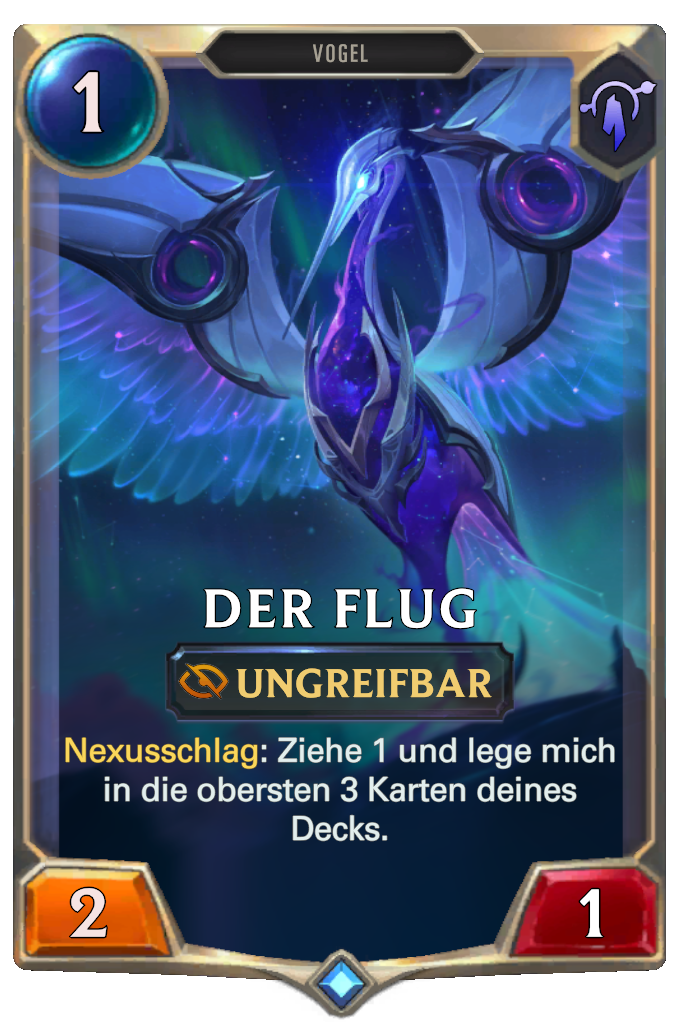 VOGEL
1
DER FLUG
UNGREIFBAR
Nexusschlag: Ziehe 1 und lege mich
in die obersten 3 Karten deines
Decks.
2
1